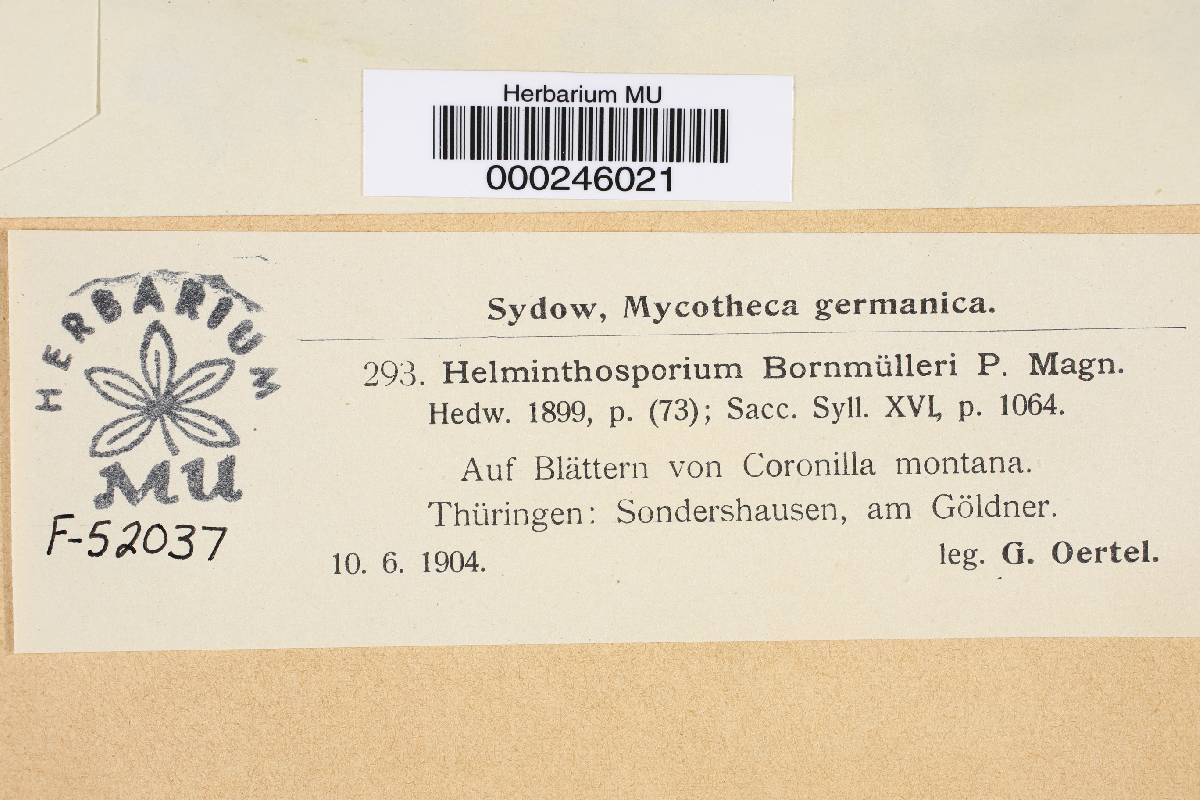 Herbarium MU
000246021
HERBARIUM
MU
F-52037
Sydow, Mycotheca germanica.
293. Helminthosporium Bornmülleri P. Magn.
Hedw. 1899, p. (73); Sacc. Syll. XVI, p. 1064.
Auf Blättern von Coronilla montana.
Thüringen: Sondershausen, am Göldner.
10. 6. 1904. leg. G. Oertel.